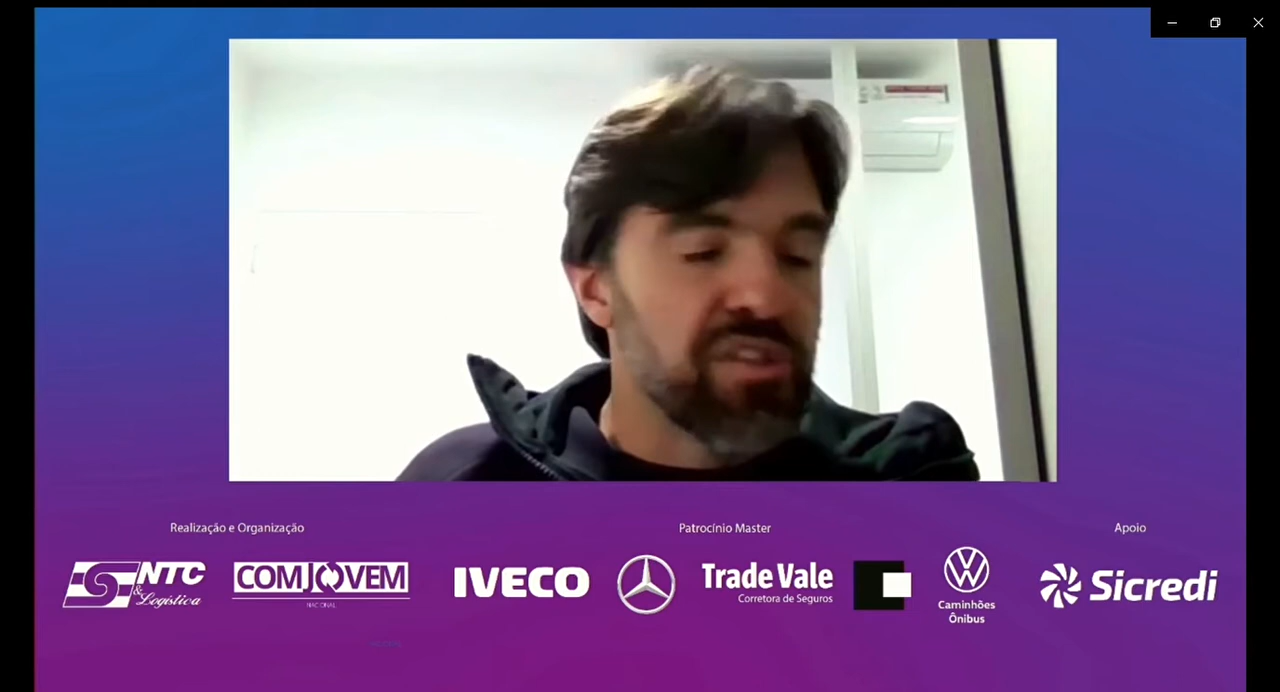 Realização e Organização
Patrocínio Master
Apoio
NTC
& Logística
COMJOVEM
NACIONAL
IVECO
Trade Vale
Corretora de Seguros
Caminhões
Ônibus
Sicredi